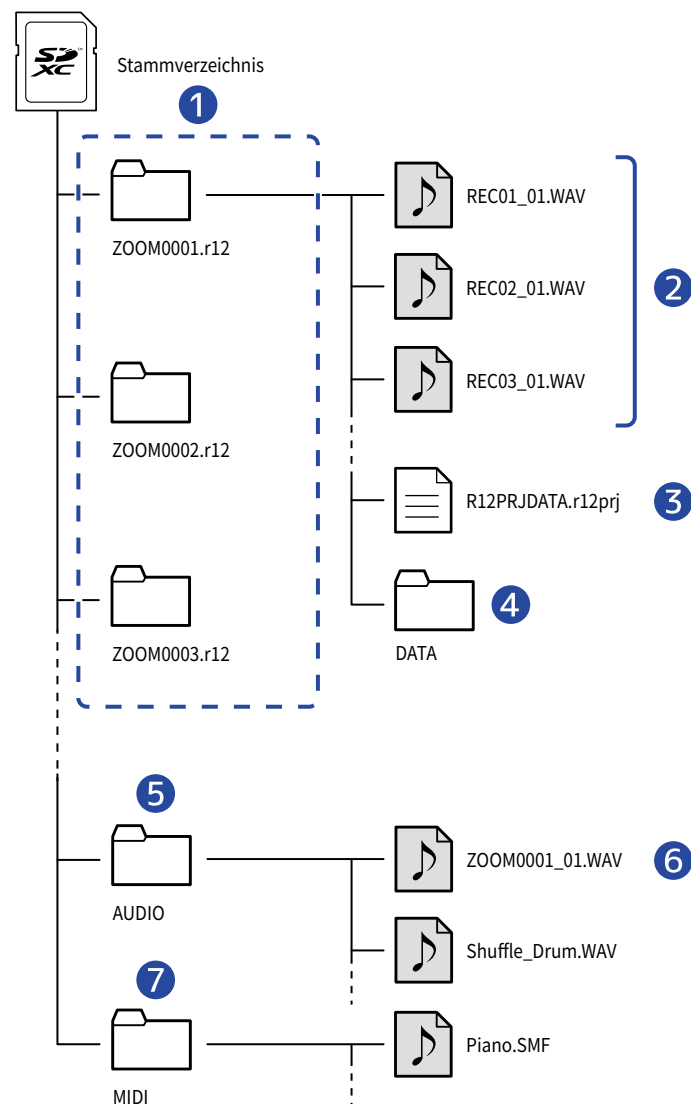 SD XC
Stammverzeichnis
1
ZOOM0001.r12
REC01_01.WAV
REC02_01.WAV
2
REC03_01.WAV
ZOOM0002.r12
R12PRJDATA.r12prj
3
ZOOM0003.r12
4
DATA
5
AUDIO
ZOOM0001_01.WAV
6
Shuffle_Drum.WAV
7
MIDI
Piano.SMF